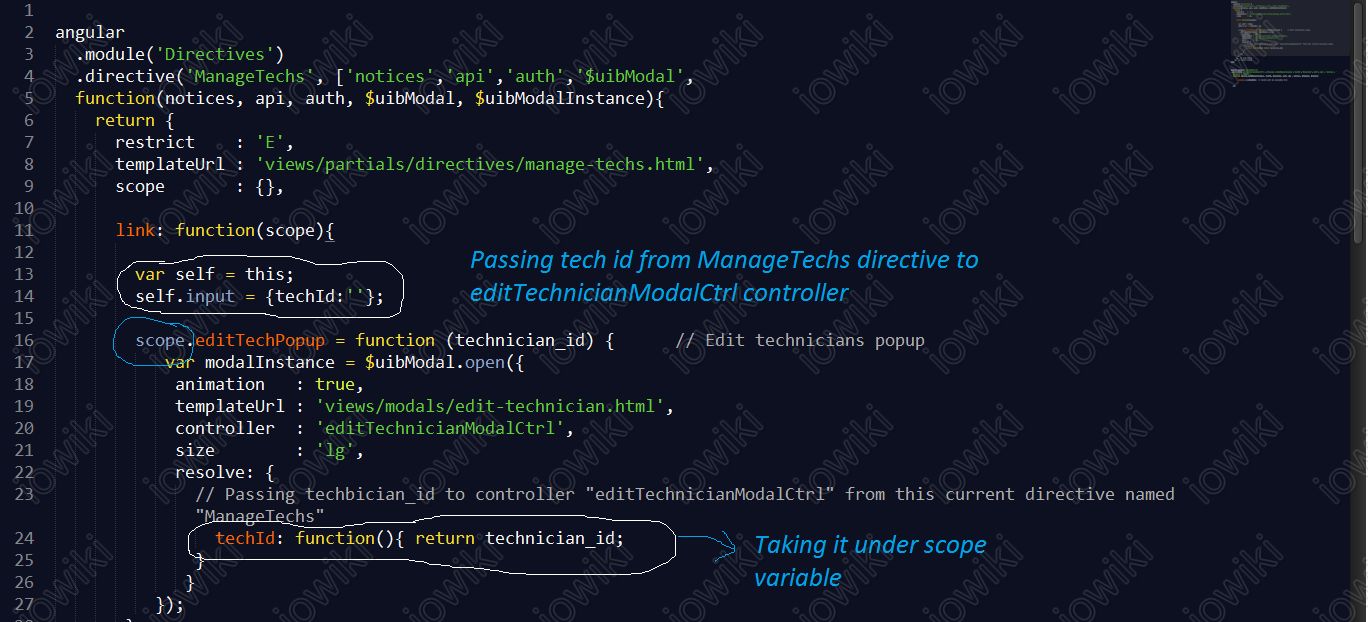 1
2 angular
3 .module('Directives')
4 .directive('ManageTechs', ['notices','api','auth','$uibModal',
5 function(notices, api, auth, $uibModal, $uibModalInstance){
6 return {
7 restrict : 'E',
8 templateUrl : 'views/partials/directives/manage-techs.html',
9 scope : {},
10
11 link: function(scope){
12
Passing tech id from ManageTechs directive to
13 var self = this;
editTechnicianModalCtrl controller
14 self.input = {techId:''};
15
16 scope.editTechPopup = function (technician_id) { // Edit technicians popup
17 var modalInstance = $uibModal.open({
18 animation : true,
19 templateUrl : 'views/modals/edit-technician.html',
20 controller : 'editTechnicianModalCtrl',
21 size : 'lg',
22 resolve: {
23 // Passing techbician_id to controller "editTechnicianModalCtrl" from this current directive named
"ManageTechs"
24 techId: function(){ return technician_id;
Taking it under scope
25 }
variable
26 }
27 });
iowiki